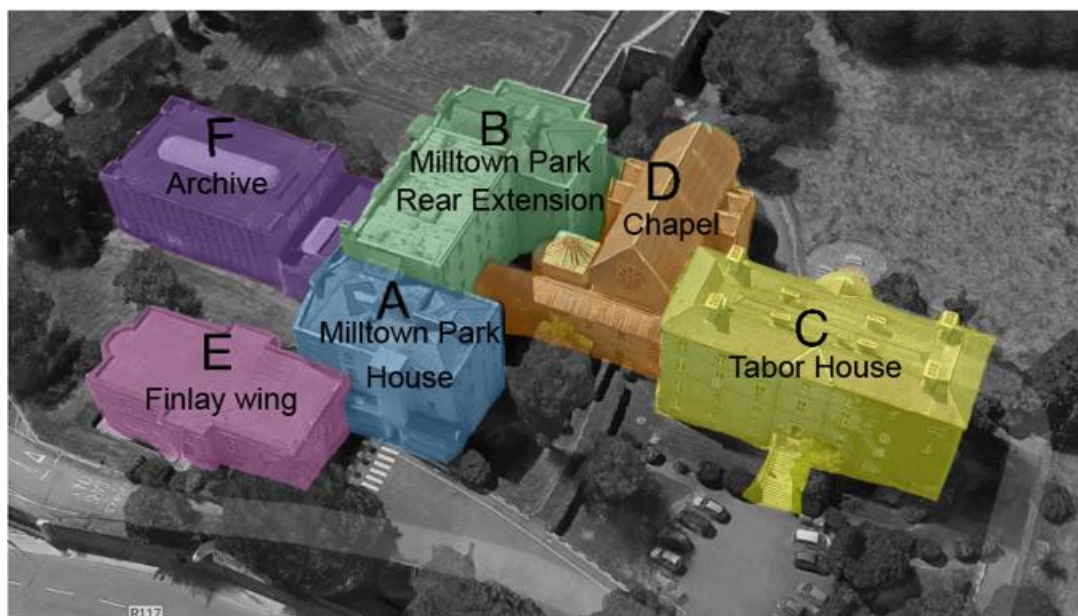 F
Archive
B
Milltown Park
Rear Extension
D
Chapel
A
Milltown Park
House
C
Tabor House
E
Finlay wing
R117